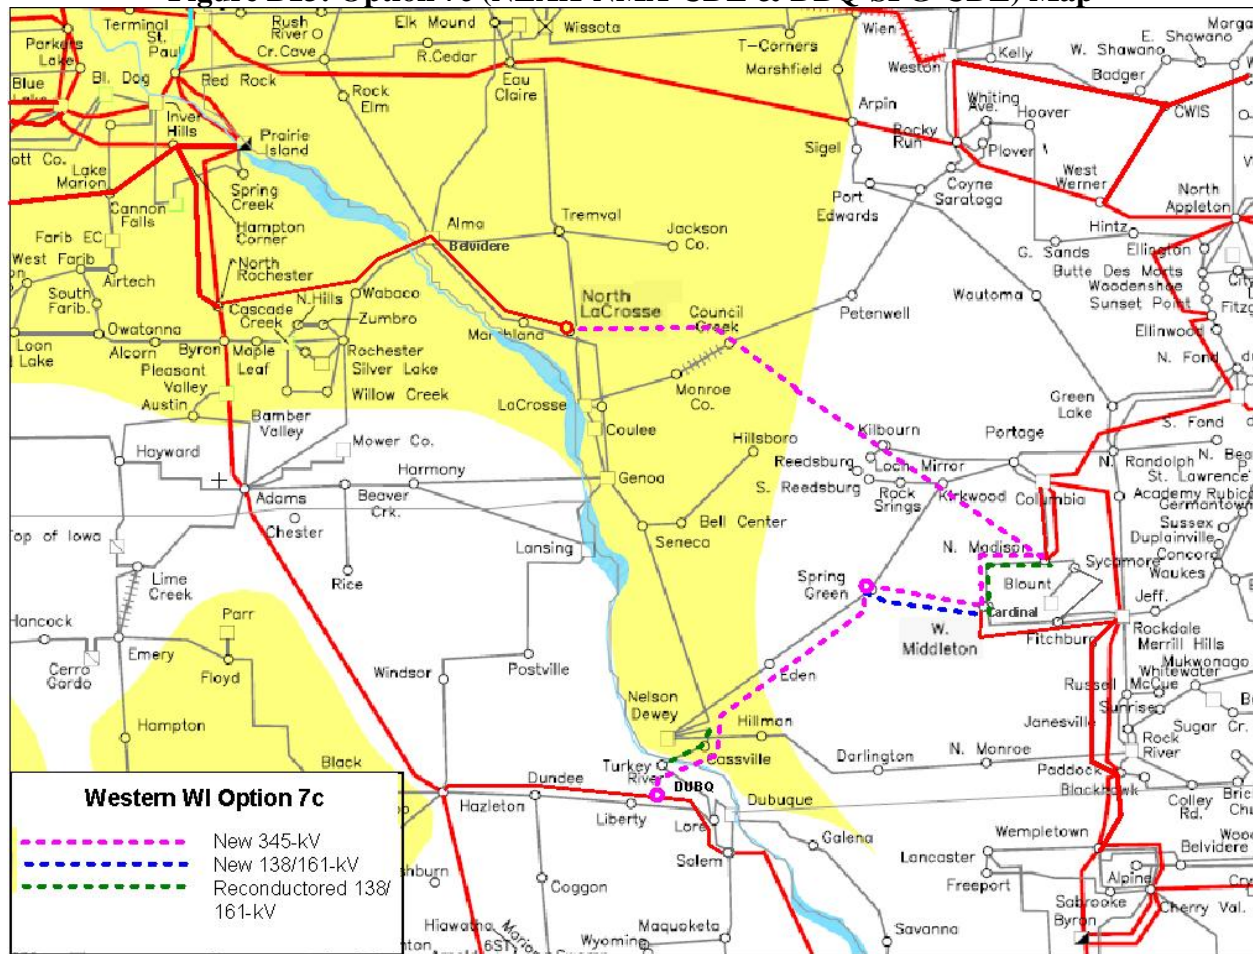 Terminal
Rush
River
Elk Mound
Wissota
T-Corners
Wien
Kelly
E. Shawano
Morga
Parkers
Lake
St.
Paul
Cr.Cave
R.Cedar
Marshfield
Weston
W. Shawano
Badger
Blue
Lake
Bl. Dog
Red Rock
Rock
Elm
Eau
Claire
Arpin
Whiting
Ave.
Hoover
CWIS
Inver
Hills
Prairie
Island
Rocky
Run
Plover
ott Co.
Lake
Marion
Sigel
West
Werner
Spring
Creek
Port
Edwards
Coyne
Saratoga
North
Appleton
Cannon
Falls
Hampton
Corner
Alma
Belvidere
Tremval
Jackson
Co.
Hintz
Farib EC
G. Sands
Ellington
West Farib
Airtech
North
Rochester
Butte Des Morts
Woodenshoe
Sunset Point
South
Farib.
Cascade
Creek
N.Hills
Wabaco
Zumbro
North
LaCrosse
Council
Creek
Petenwell
Wautoma
Ellinwood
Owatonna
Loon
Lake
Alcorn
Byron
Maple
Leaf
Rochester
Silver Lake
Marshland
N. Fond
Pleasant
Valley
Willow Creek
Monroe
Co.
Austin
LaCrosse
Green
Lake
Bamber
Valley
Coulee
S. Fond
Hayward
Mower Co.
Hillsboro
Kilbourn
Portage
Harmony
Genoa
Reedsburg
Loch Mirror
N. Randolph
N. Bea
St. Lawrence
Adams
Beaver
Crk.
S. Reedsburg
Rock
Srings
Kirkwood
Columbia
Academy
Rubico
Germantown
Chester
Bell Center
Sussex
op of Iowa
Lansing
Seneca
N. Madison
Duplainville
Concord
Rice
Spring
Green
Sycamore
Waukes
Lime
Creek
Blount
Cardinal
Jeff.
Hancock
Parr
W.
Middleton
Fitchburg
Rockdale
Merrill Hills
Cerro
Gordo
Emery
Floyd
Windsor
Postville
Eden
Mukwonago
Whitewater
Russell
McCue
Nelson
Dewey
Sunrise
Hampton
Hillman
Janesville
Sugar Cr.
Black
Turkey
River
Cassville
Darlington
N. Monroe
Rock
River
Dundee
DUBQ
Paddock
Blackhawk
Hazleton
Liberty
Lore
Dubuque
Colley
Rd.
Western WI Option 7c
New 345-kV
New 138/161-kV
Reconductored 138/
161-kV
Salem
Galena
Wempletown
Belvidere
hburn
Coggon
Lancaster
Freeport
Alpine
Sabrooke
Byron
Cherry Val.
Hiawatha
Maquoketa
Wyoming
Savanna